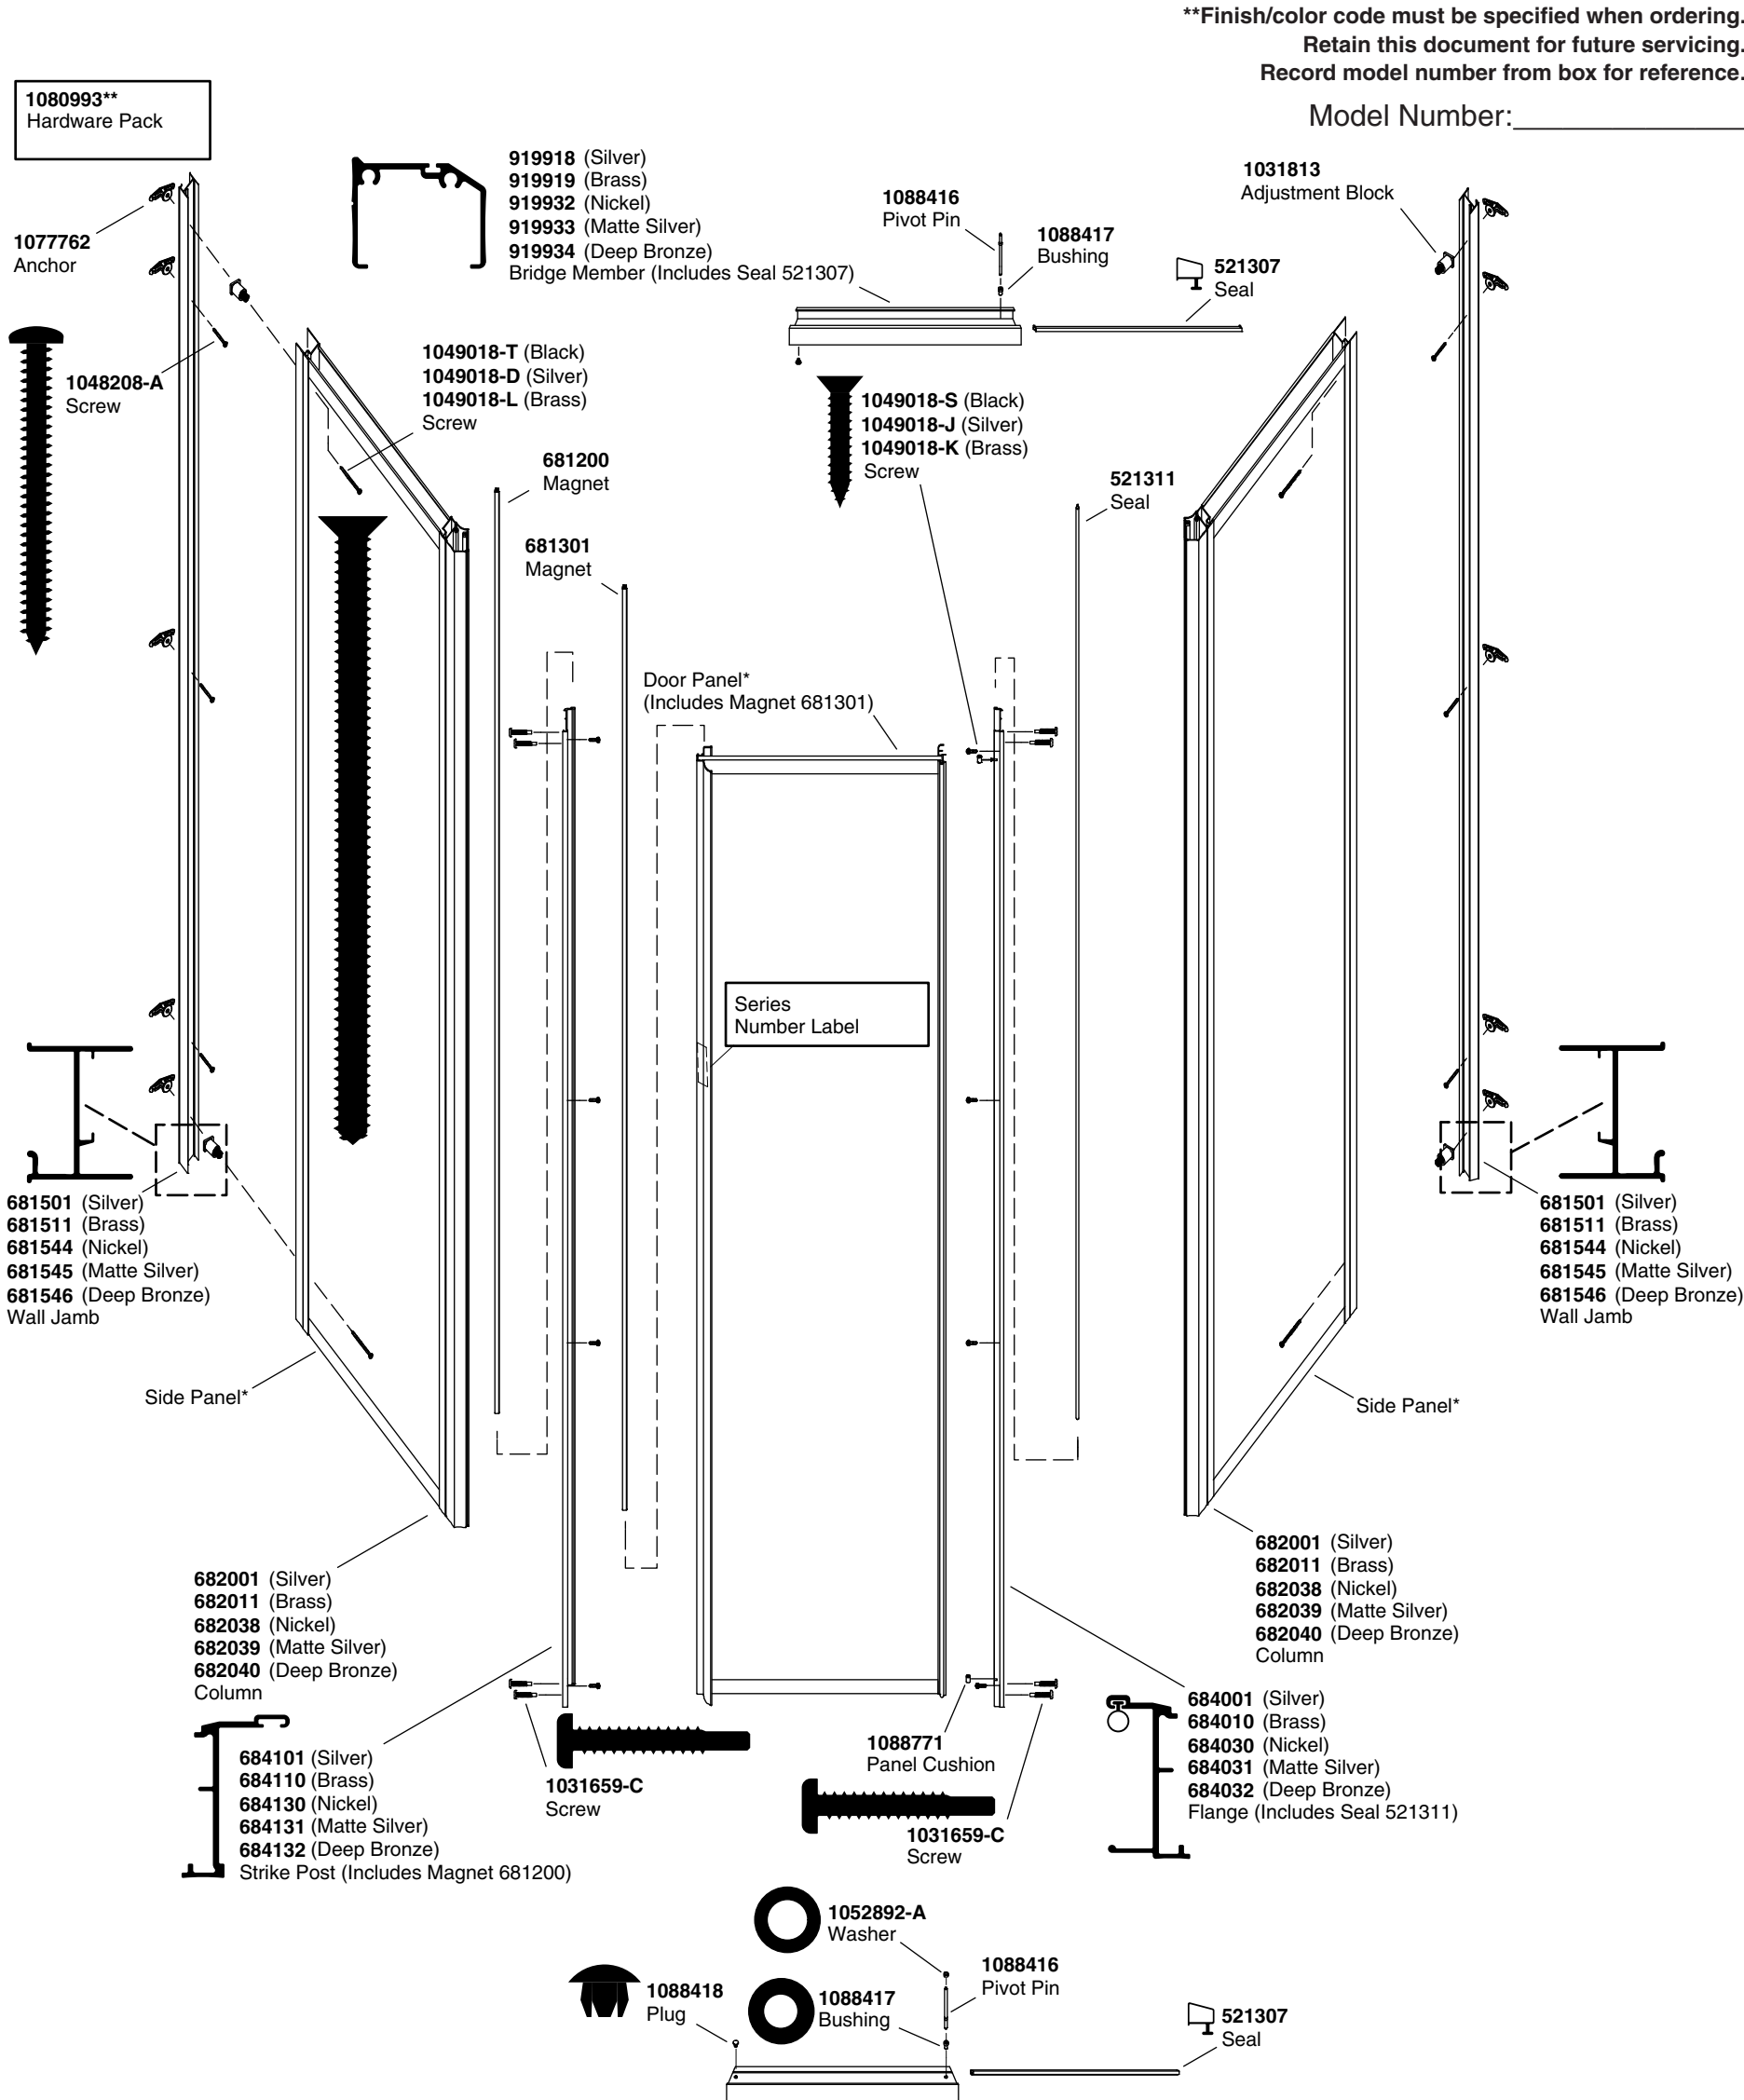 **Finish/color code must be specified when ordering.
Retain this document for future servicing.
Record model number from box for reference.
Model Number:_______________
1080993**
Hardware Pack
919918 (Silver)
919919 (Brass)
919932 (Nickel)
919933 (Matte Silver)
919934 (Deep Bronze)
Bridge Member (Includes Seal 521307)
1088416
Pivot Pin
1088417
Bushing
521307
Seal
1031813
Adjustment Block
1077762
Anchor
1048208-A
Screw
1049018-T (Black)
1049018-D (Silver)
1049018-L (Brass)
Screw
1049018-S (Black)
1049018-J (Silver)
1049018-K (Brass)
Screw
681200
Magnet
521311
Seal
681301
Magnet
Door Panel*
(Includes Magnet 681301)
Series
Number Label
681501 (Silver)
681511 (Brass)
681544 (Nickel)
681545 (Matte Silver)
681546 (Deep Bronze)
Wall Jamb
681501 (Silver)
681511 (Brass)
681544 (Nickel)
681545 (Matte Silver)
681546 (Deep Bronze)
Wall Jamb
Side Panel*
Side Panel*
682001 (Silver)
682011 (Brass)
682038 (Nickel)
682039 (Matte Silver)
682040 (Deep Bronze)
Column
682001 (Silver)
682011 (Brass)
682038 (Nickel)
682039 (Matte Silver)
682040 (Deep Bronze)
Column
684101 (Silver)
684110 (Brass)
684130 (Nickel)
684131 (Matte Silver)
684132 (Deep Bronze)
Strike Post (Includes Magnet 681200)
1031659-C
Screw
1088771
Panel Cushion
1031659-C
Screw
684001 (Silver)
684010 (Brass)
684030 (Nickel)
684031 (Matte Silver)
684032 (Deep Bronze)
Flange (Includes Seal 521311)
1052892-A
Washer
1088416
Pivot Pin
1088418
Plug
1088417
Bushing
521307
Seal